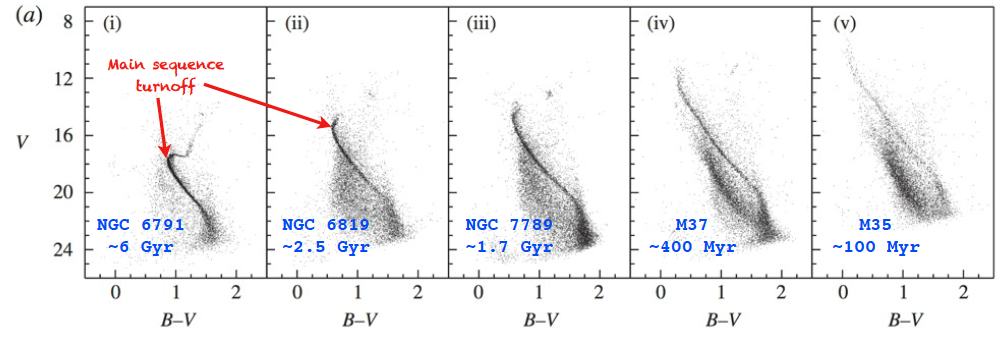 (a)
8
12
16
20
24
V
(i)
Main sequence
turnoff
NGC 6791
~6 Gyr
(ii)
NGC 6819
~2.5 Gyr
(iii)
NGC 7789
~1.7 Gyr
(iv)
M37
~400 Myr
(v)
M35
~100 Myr
0 1 2
0 1 2
0 1 2
0 1 2
0 1 2
B–V
B–V
B–V
B–V
B–V